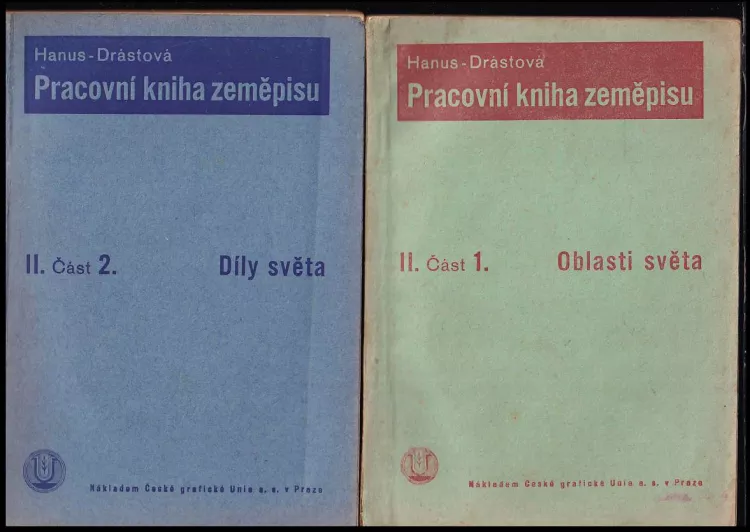 Hanus-Drástová
Pracovní kniha zeměpisu
II. Část 2. Díly světa
Nákladem České grafické Unie a. s. v Praze
Hanus-Drástová
Pracovní kniha zeměpisu
II. Část 1. Oblasti světa
Nákladem České grafické Unie a. s. v Praze